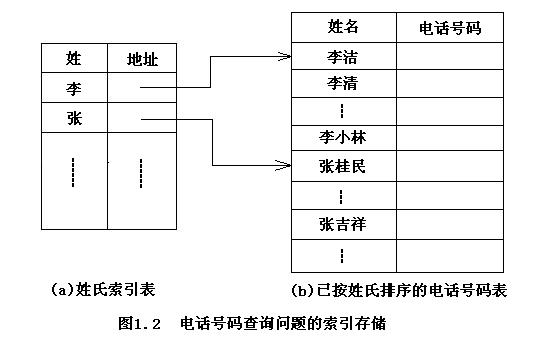 姓 地址
李
张
姓名 电话号码
李洁
李清
李小林
张桂民
张吉祥
(a)姓氏索引表
(b)已按姓氏排序的电话号码表
图1.2 电话号码查询问题的索引存储